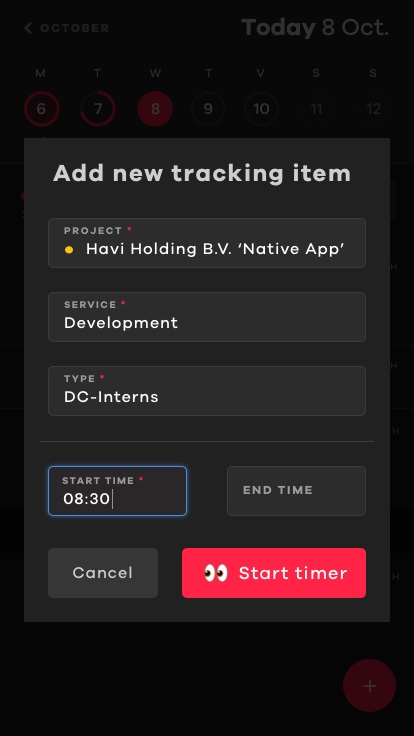 OCTOBER
Today 8 Oct.
M T W T V S S
6 7 8 9 10 11 12
Add new tracking item
PROJECT *
Havi Holding B.V. ‘Native App’
SERVICE *
Development
TYPE *
DC-Interns
START TIME *
08:30
END TIME
Cancel
👀 Start timer
H
H
H
H
+